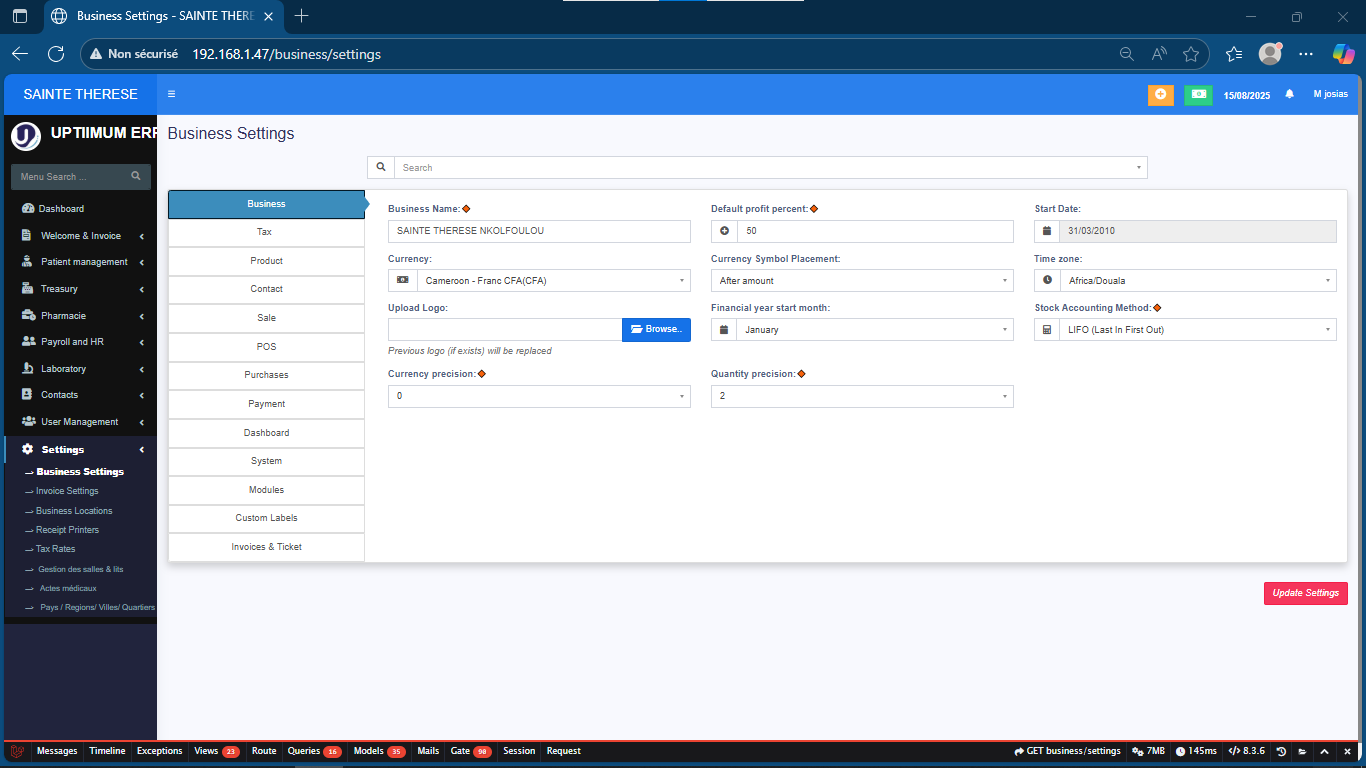 Business Settings - SAINTE THERE
Non sécurisé 192.168.1.47/business/settings
SAINTE THERESE
15/08/2025 M josias
UPTIIMUM ERP
Business Settings
Menu Search ...
Search
Dashboard
Welcome & Invoice
Patient management
Treasury
Pharmacie
Payroll and HR
Laboratory
Contacts
User Management
Settings
Business Settings
Invoice Settings
Business Locations
Receipt Printers
Tax Rates
Gestion des salles & lits
Actes médicaux
Pays / Regions/ Villes/ Quartiers
Business
Tax
Product
Contact
Sale
POS
Purchases
Payment
Dashboard
System
Modules
Custom Labels
Invoices & Ticket
Business Name: Default profit percent: Start Date:
SAINTE THERESE NKOLFOULOU 50 31/03/2010
Currency: Currency Symbol Placement: Time zone:
Cameroon - Franc CFA(CFA) After amount Africa/Douala
Upload Logo: Financial year start month: Stock Accounting Method:
Browse.. January LIFO (Last In First Out)
Previous logo (if exists) will be replaced
Currency precision: Quantity precision:
0 2
Update Settings
Messages Timeline Exceptions Views 23 Route Queries 16 Models 35 Mails Gate 90 Session Request GET business/settings 7MB 145ms 8.3.6